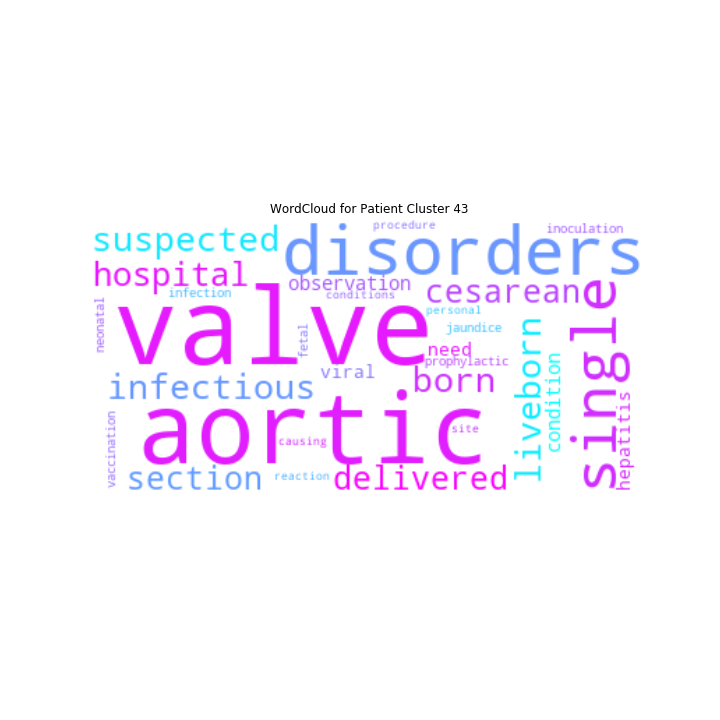 WordCloud for Patient Cluster 43
procedure
inoculation
suspected
disorders
hospital
observation
infection
conditions
cesarean
single
neonatal
valve
personal
fetal
jaundice
liveborn
need
prophylactic
condition
viral
born
infectious
hepatitis
aortic
vaccination
causing
site
section
reaction
delivered